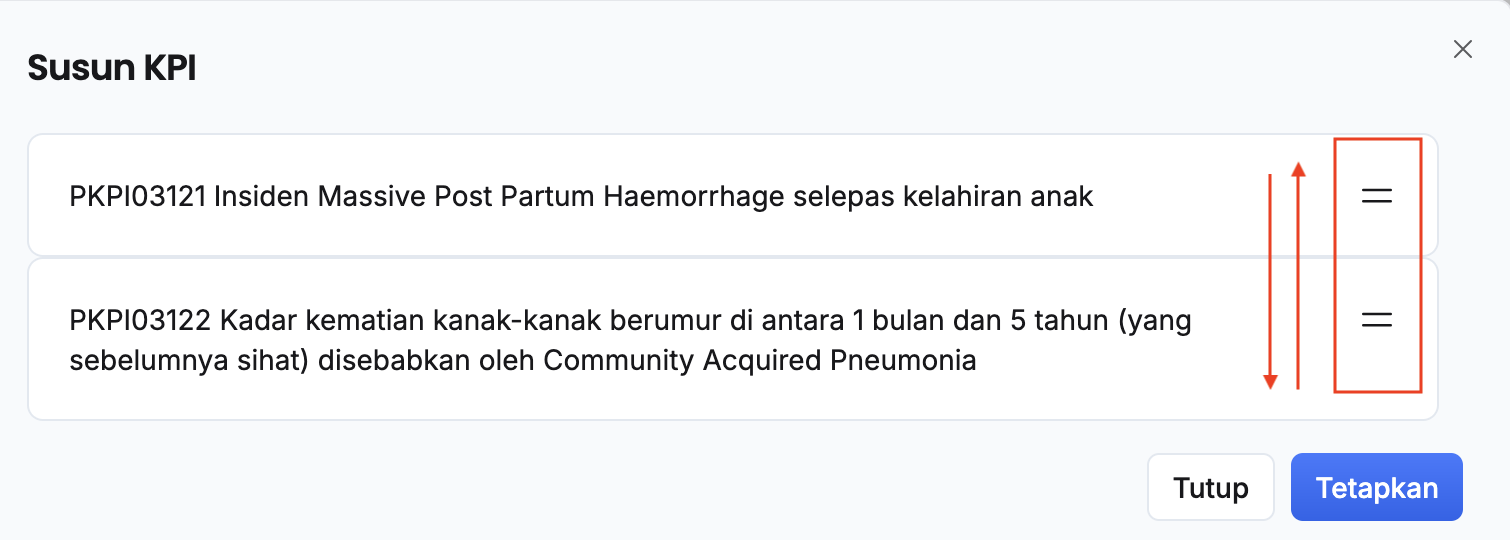 Susun KPI
PKPI03121 Insiden Massive Post Partum Haemorrhage selepas kelahiran anak
PKPI03122 Kadar kematian kanak-kanak berumur di antara 1 bulan dan 5 tahun (yang
sebelumnya sihat) disebabkan oleh Community Acquired Pneumonia
Tutup
Tetapkan